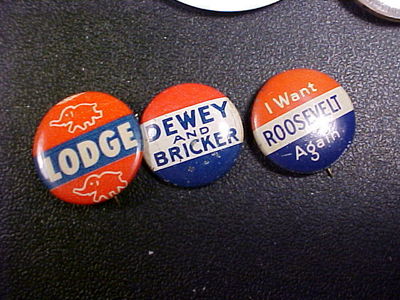 LODGE
DEWEY
AND
BRICKER
I Want
ROOSEVELT
Again